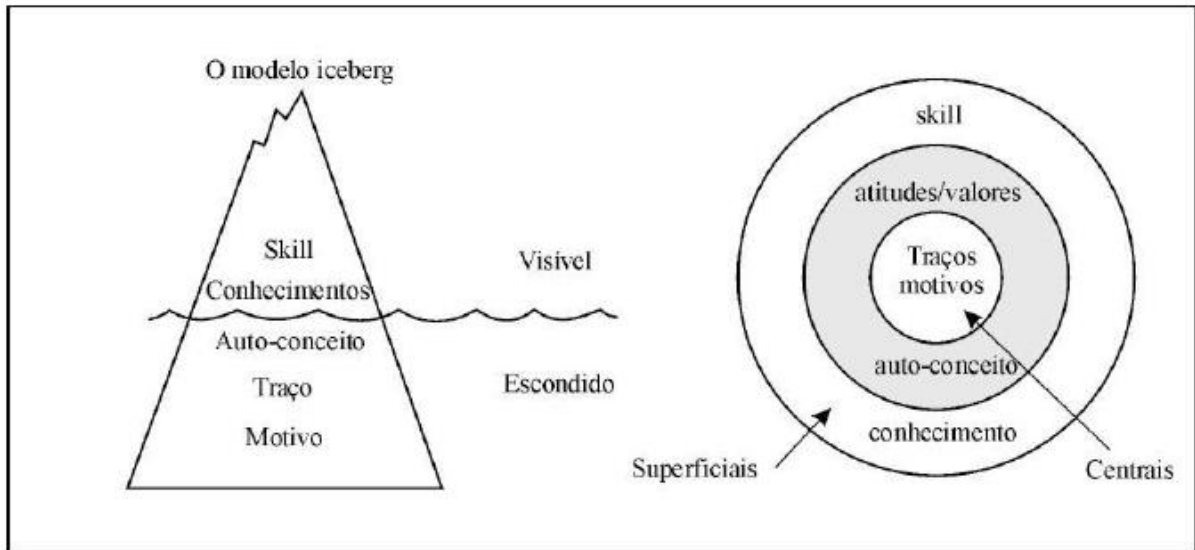 O modelo iceberg
Skill
Conhecimentos
Visível
Auto-conceito
Traço
Escondido
Motivo
skill
atitudes/valores
Traços
motivos
auto-conceito
conhecimento
Superficiais
Centrais